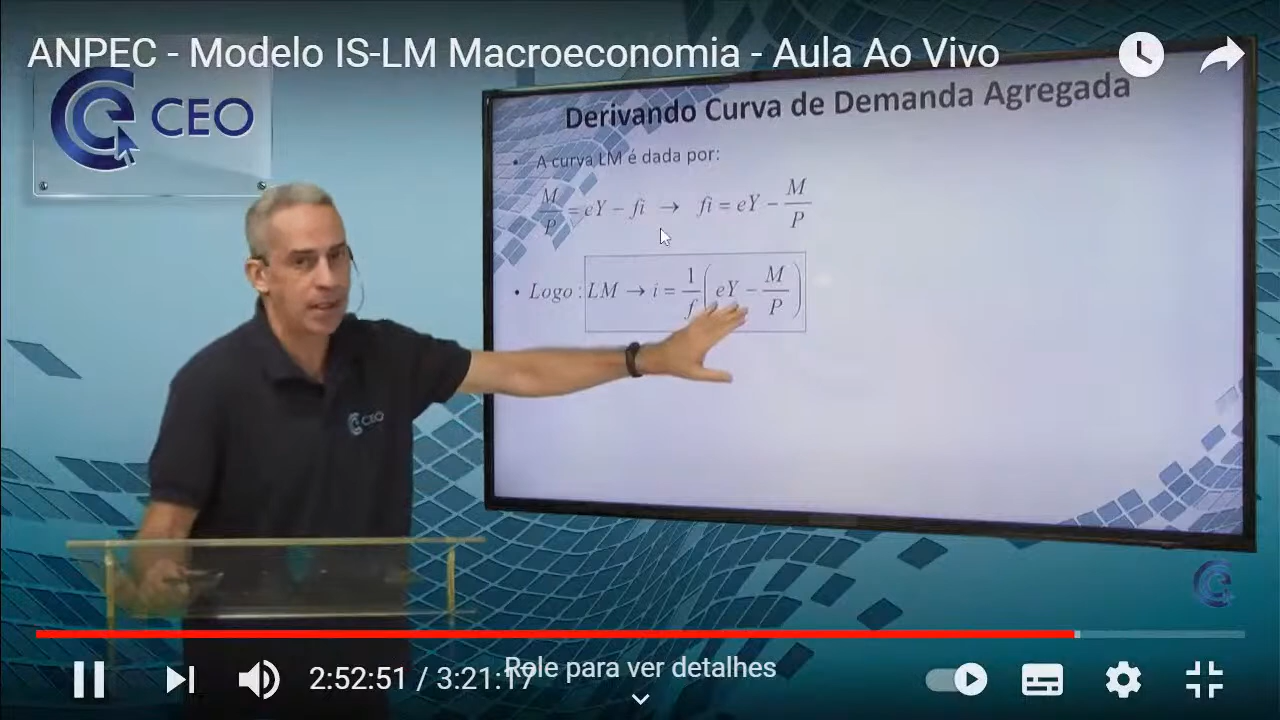 ANPEC - Modelo IS-LM Macroeconomia - Aula Ao Vivo
CEO
Derivando Curva de Demanda Agregada
• A curva LM é dada por:
M/P = eY − fi → fi = eY − M/P
• Logo: LM → i = 1/f (eY − M/P)
CEO
2:52:51 / 3:21:17
Role para ver detalhes